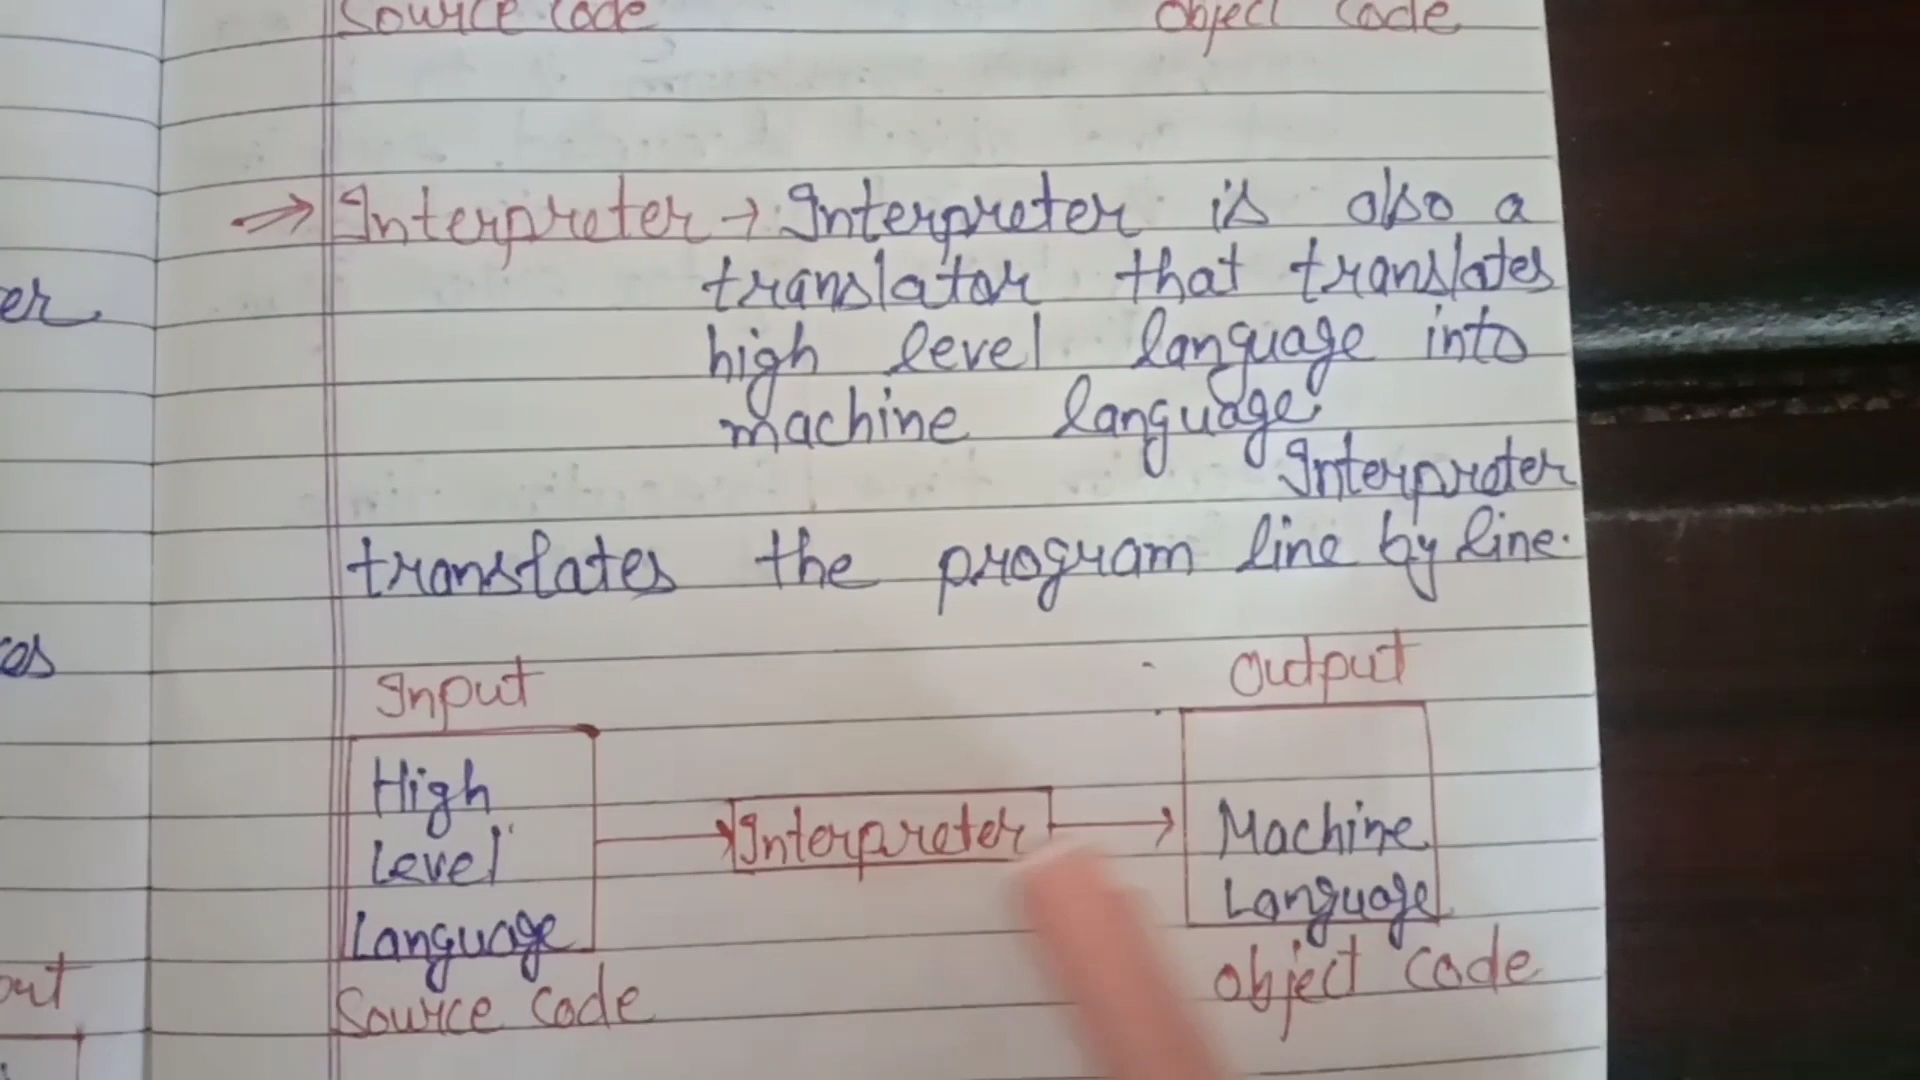 Source Code Object Code
⇒ Interpreter → Interpreter is also a
translator that translates
er
high level language into
machine language.
Interpreter
translates the program line by line.
Input Output
High
Level
Language
Interpreter
Machine
Language
Source Code object code